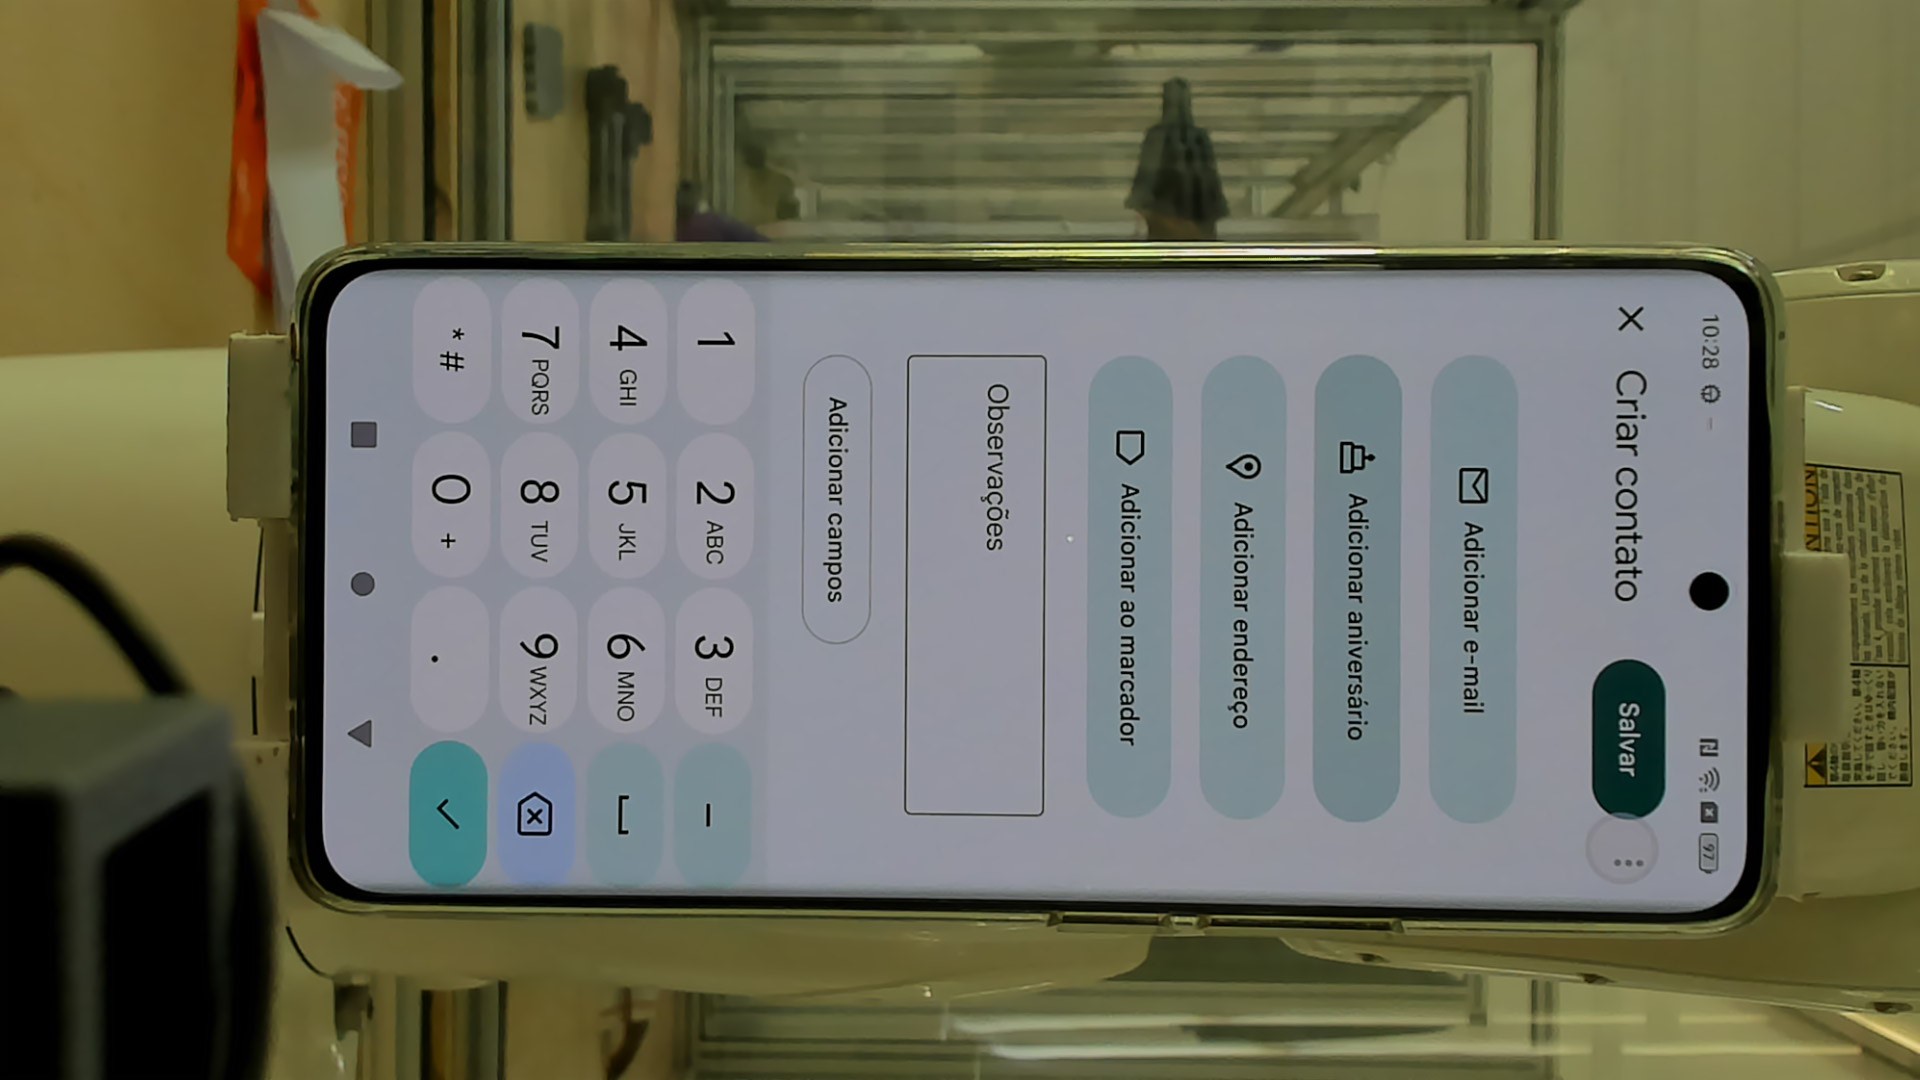 10:28
97
Criar contato
Salvar
Adicionar e-mail
Adicionar aniversário
Adicionar endereço
Adicionar ao marcador
Observações
Adicionar campos
1
2 ABC
3 DEF
-
4 GHI
5 JKL
6 MNO
7 PQRS
8 TUV
9 WXYZ
* #
0 +
.